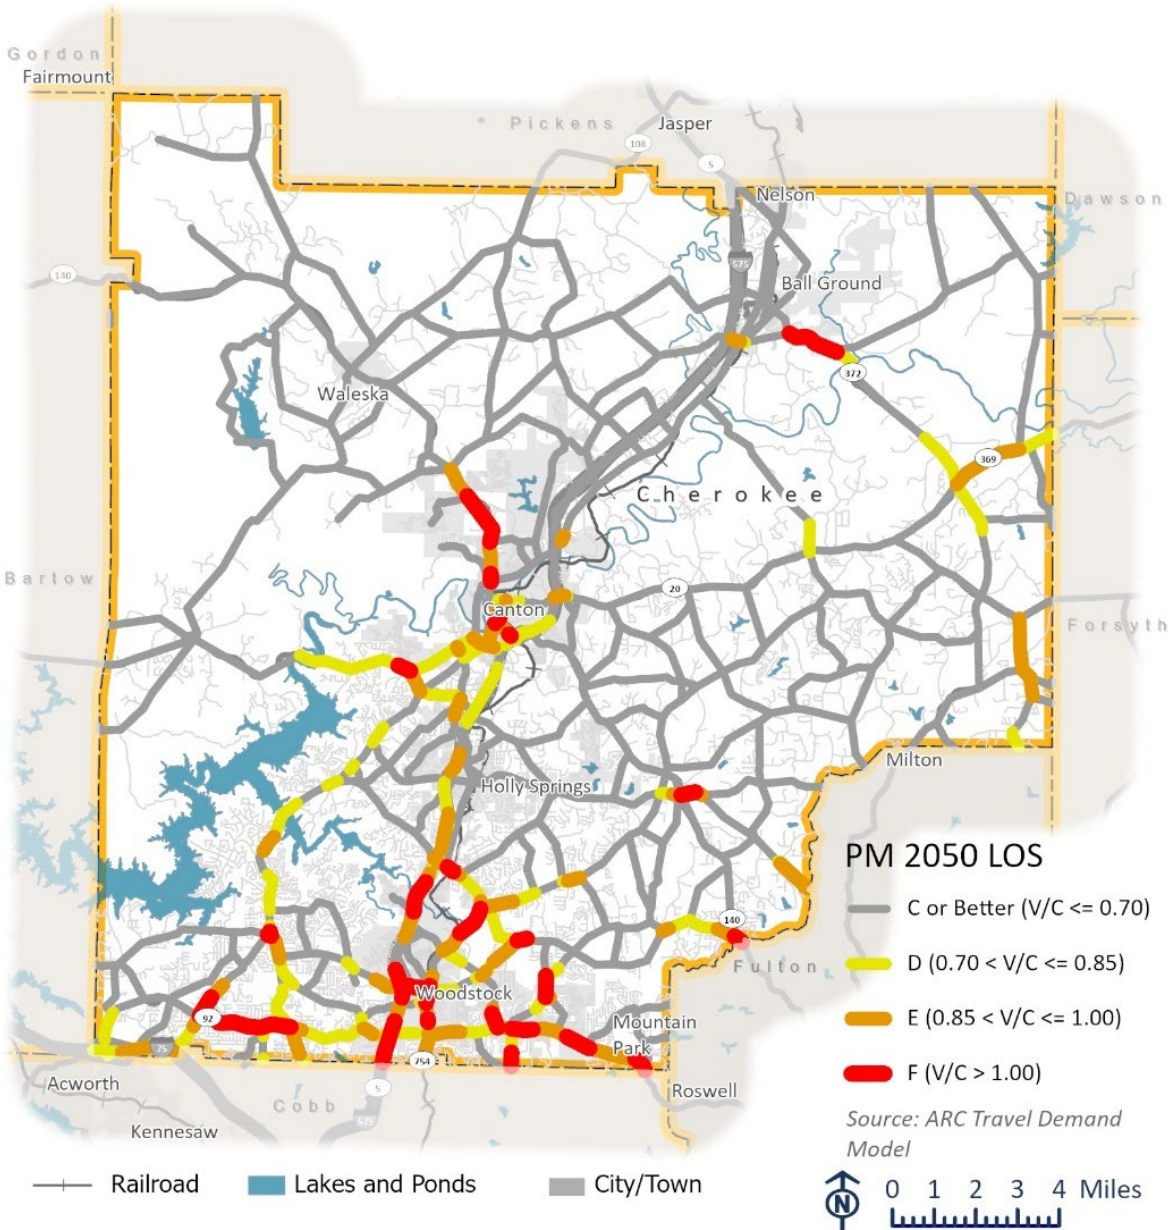 Gordon
Fairmount
Pickens
Jasper
108
5
Nelson
Dawson
140
575
Ball Ground
Waleska
372
369
Cherokee
Bartow
Canton
20
Forsyth
Holly Springs
Milton
PM 2050 LOS
C or Better (V/C <= 0.70)
D (0.70 < V/C <= 0.85)
E (0.85 < V/C <= 1.00)
F (V/C > 1.00)
Source: ARC Travel Demand
Model
140
Fulton
Woodstock
92
Mountain
Park
75
754
Acworth
5
Roswell
Cobb
575
Kennesaw
Railroad
Lakes and Ponds
City/Town
N
0 1 2 3 4 Miles